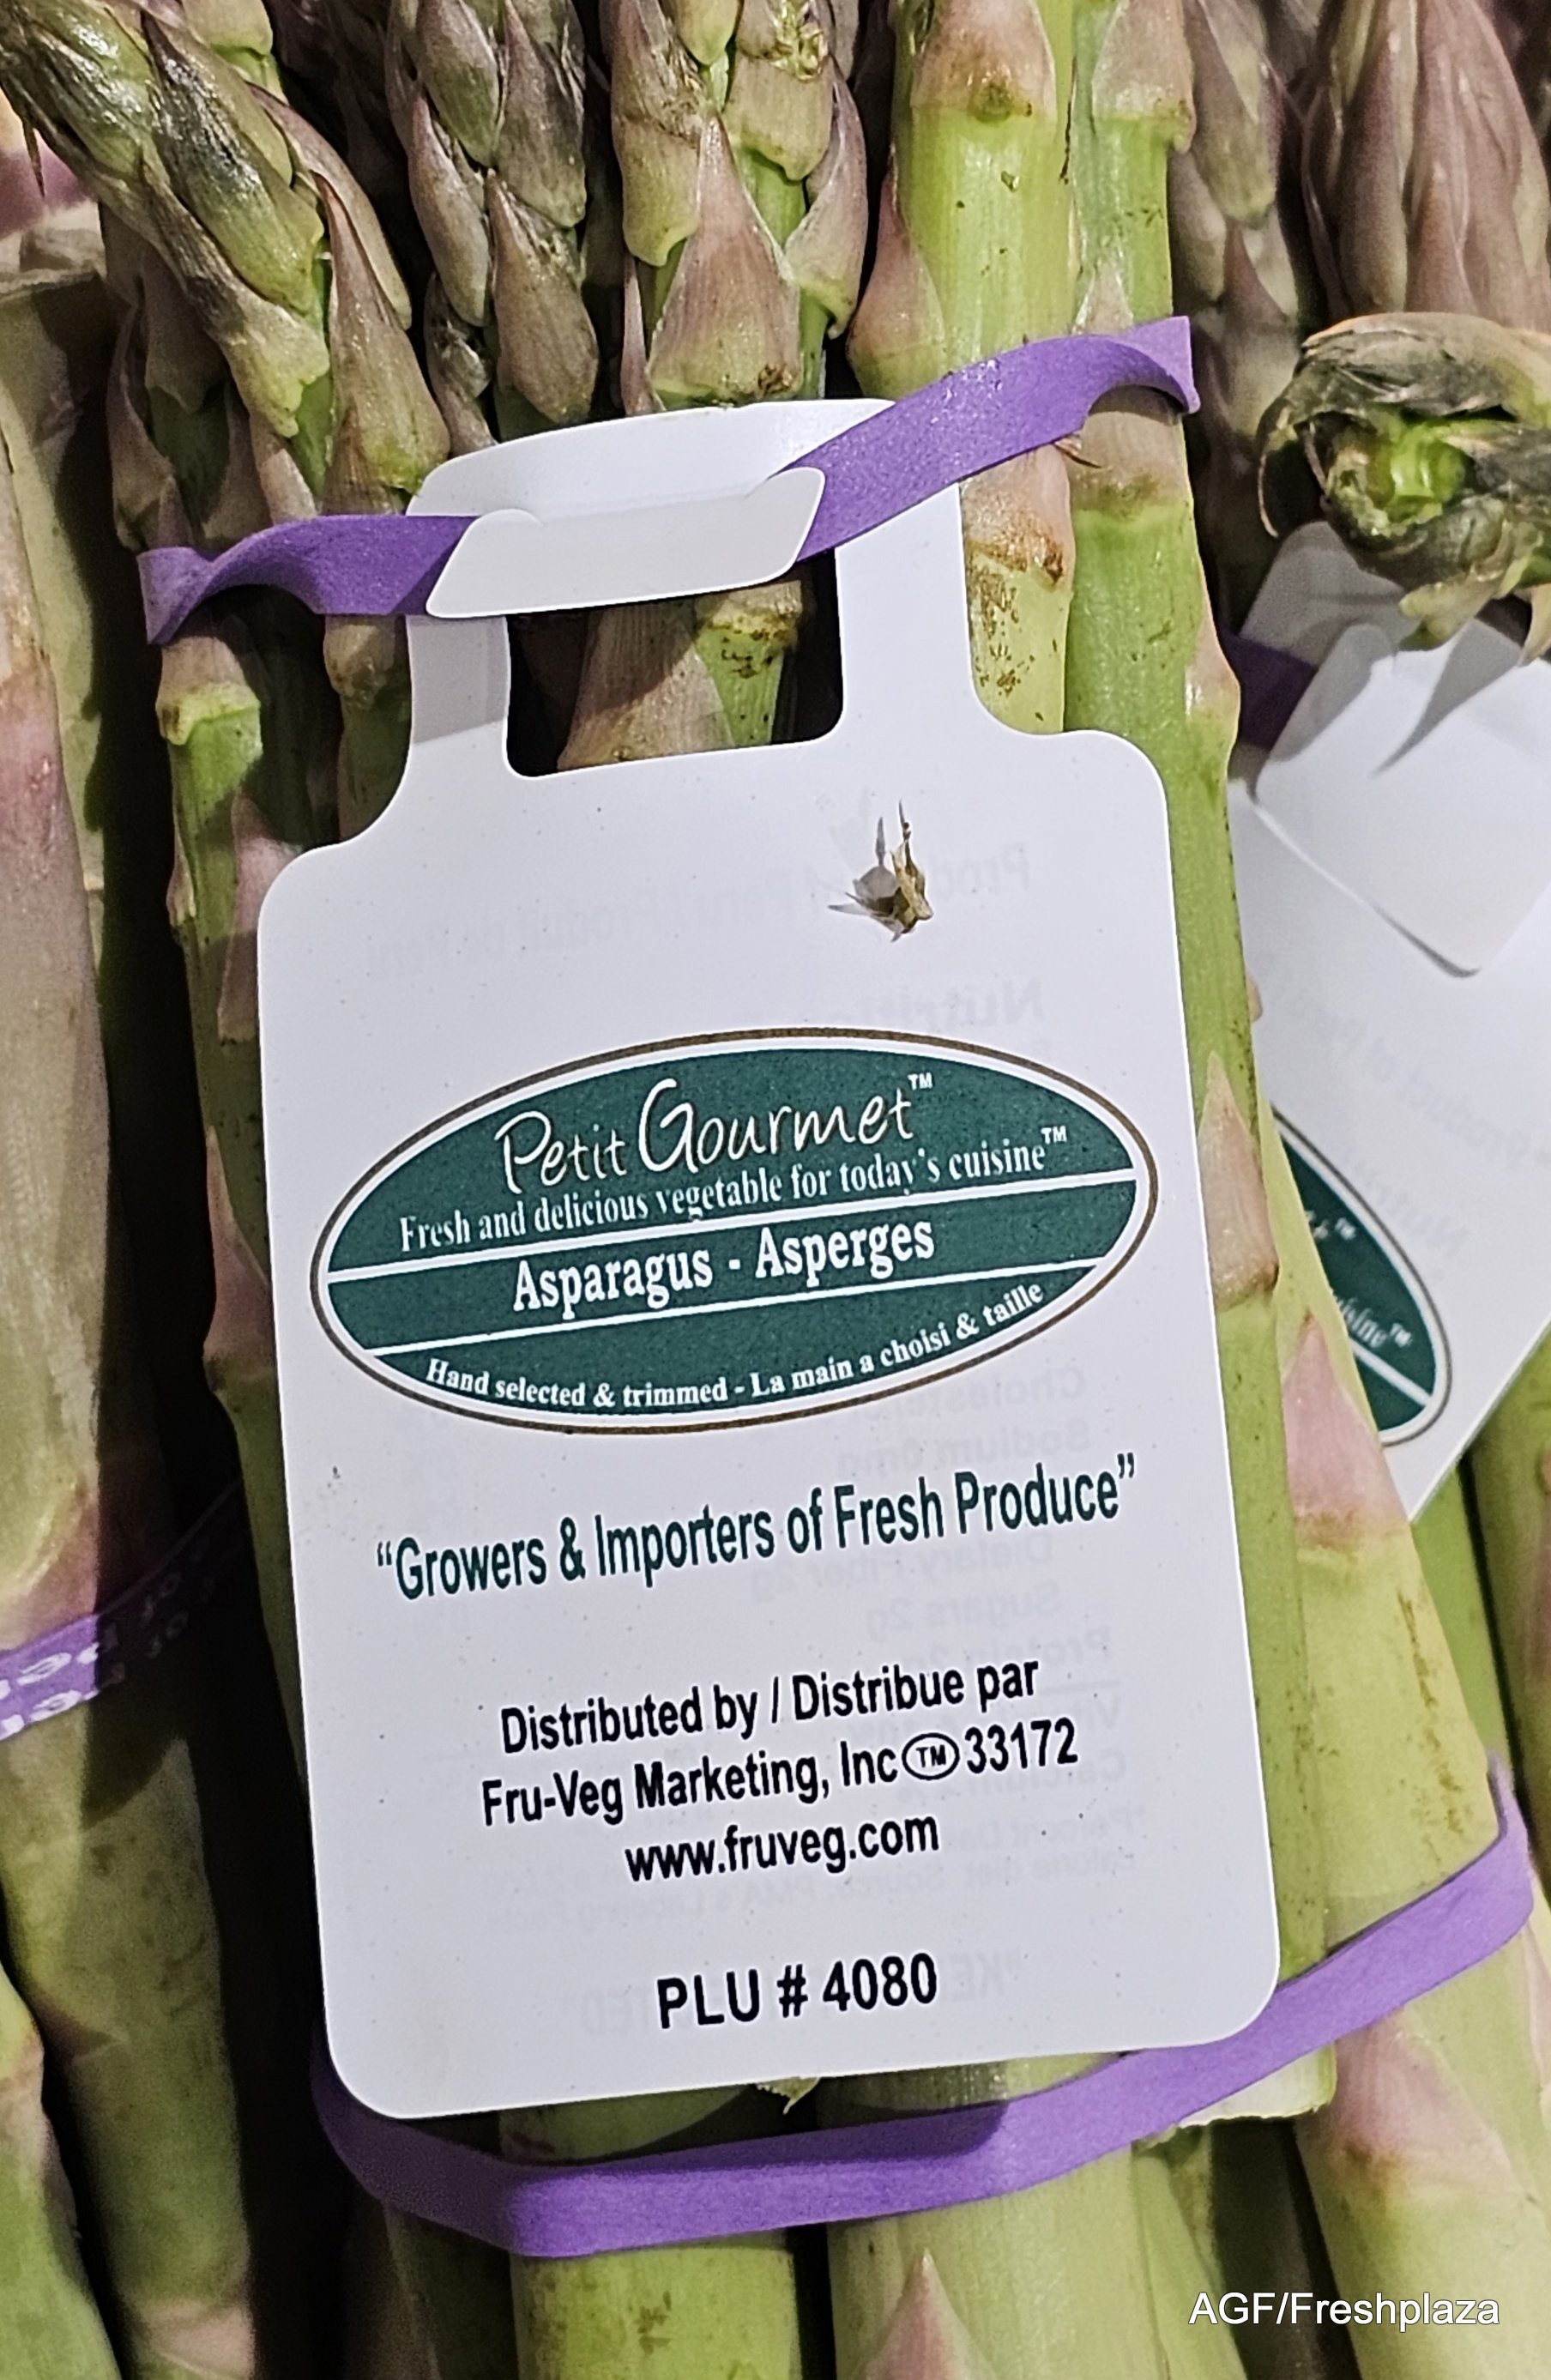 Petit Gourmet™
Fresh and delicious vegetable for today's cuisine™
Asparagus - Asperges
Hand selected & trimmed - La main a choisi & taille
“Growers & Importers of Fresh Produce”
Distributed by / Distribue par
Fru-Veg Marketing, Inc TM 33172
www.fruveg.com
PLU # 4080
AGF/Freshplaza